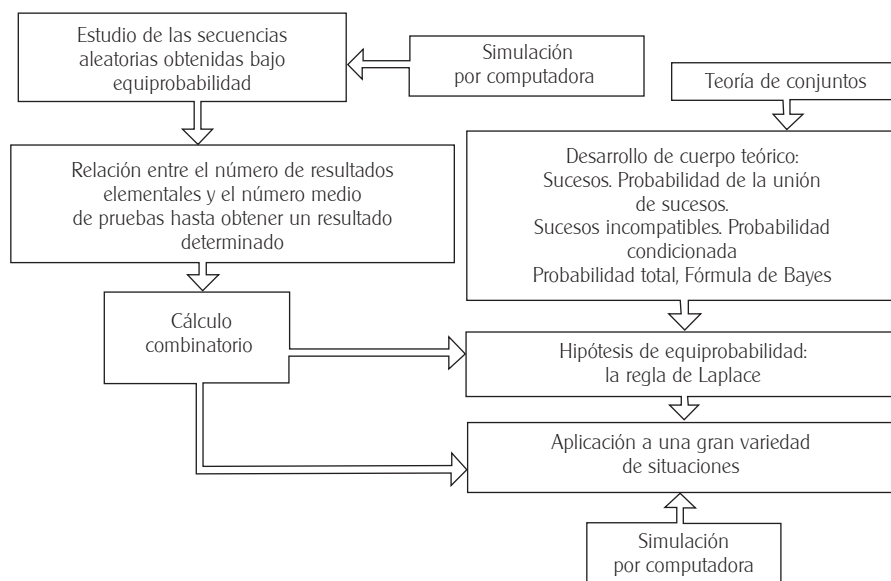 Estudio de las secuencias
aleatorias obtenidas bajo
equiprobabilidad
Simulación
por computadora
Teoría de conjuntos
Relación entre el número de resultados
elementales y el número medio
de pruebas hasta obtener un resultado
determinado
Desarrollo de cuerpo teórico:
Sucesos. Probabilidad de la unión
de sucesos.
Sucesos incompatibles. Probabilidad
condicionada
Probabilidad total, Fórmula de Bayes
Cálculo
combinatorio
Hipótesis de equiprobabilidad:
la regla de Laplace
Aplicación a una gran variedad
de situaciones
Simulación
por computadora